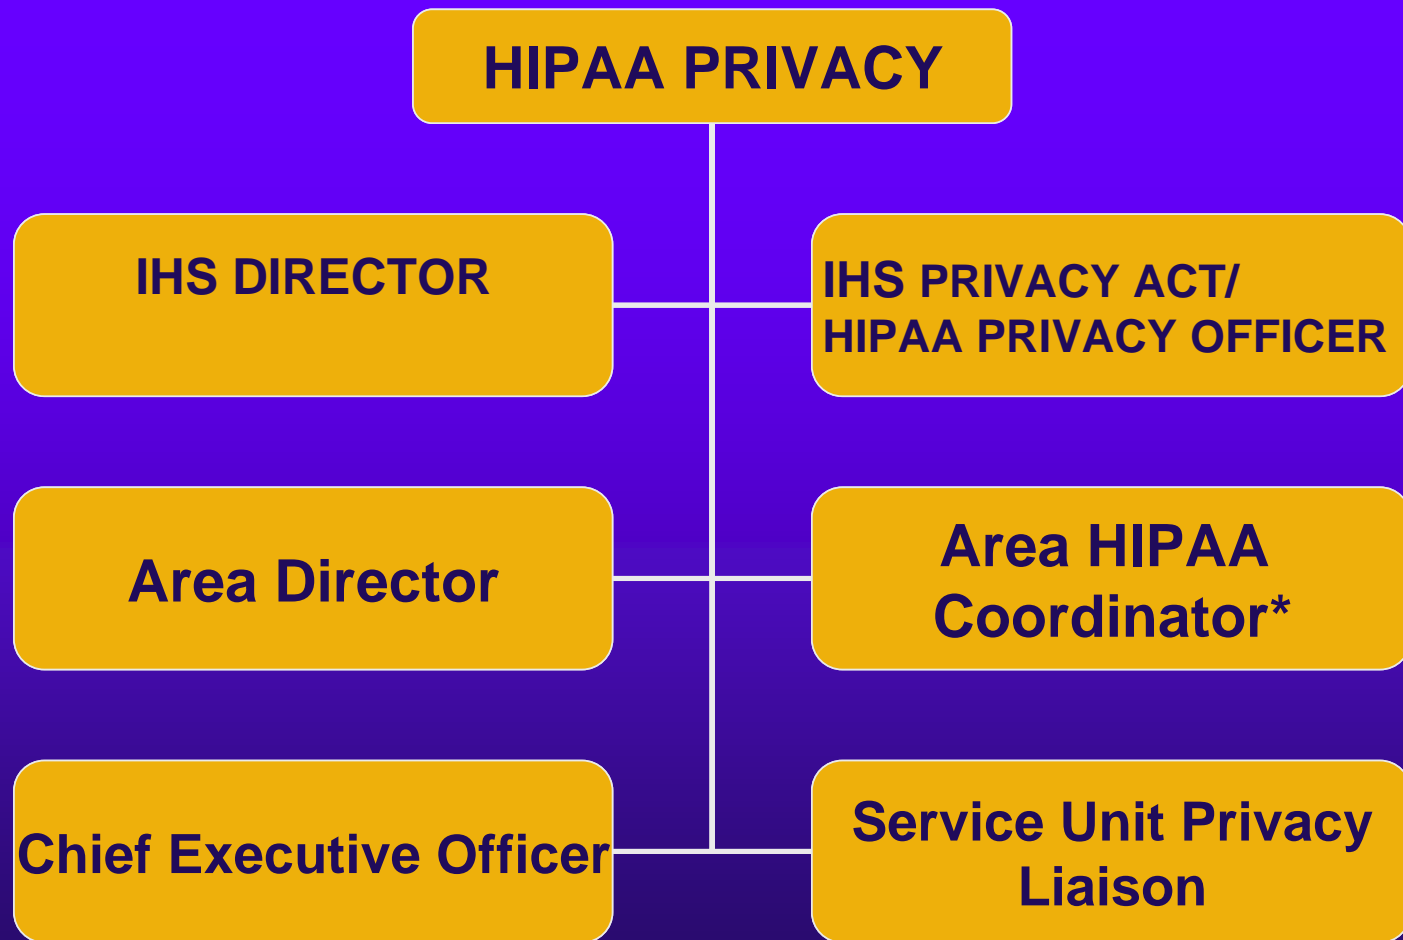 HIPAA PRIVACY
IHS DIRECTOR
IHS PRIVACY ACT/
HIPAA PRIVACY OFFICER
Area Director
Area HIPAA
Coordinator*
Chief Executive Officer
Service Unit Privacy
Liaison